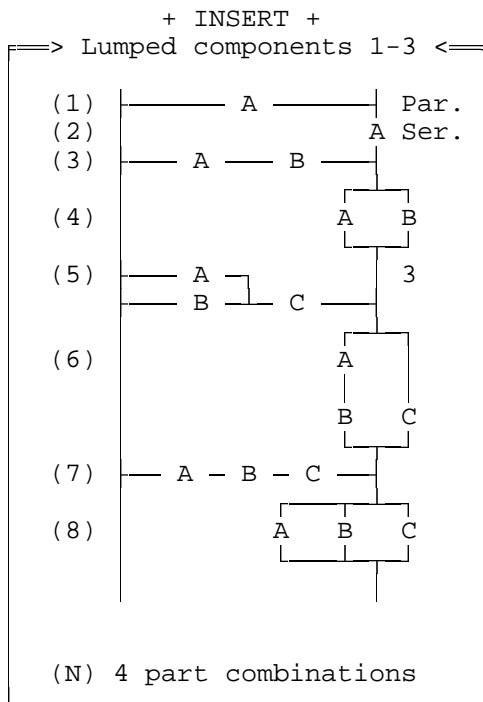 + INSERT +
==> Lumped components 1-3 <==
(1) A Par.
(2) A Ser.
(3) A B
(4) A B
(5) A 3
B C
(6) A
B C
(7) A B C
(8) A B C
(N) 4 part combinations